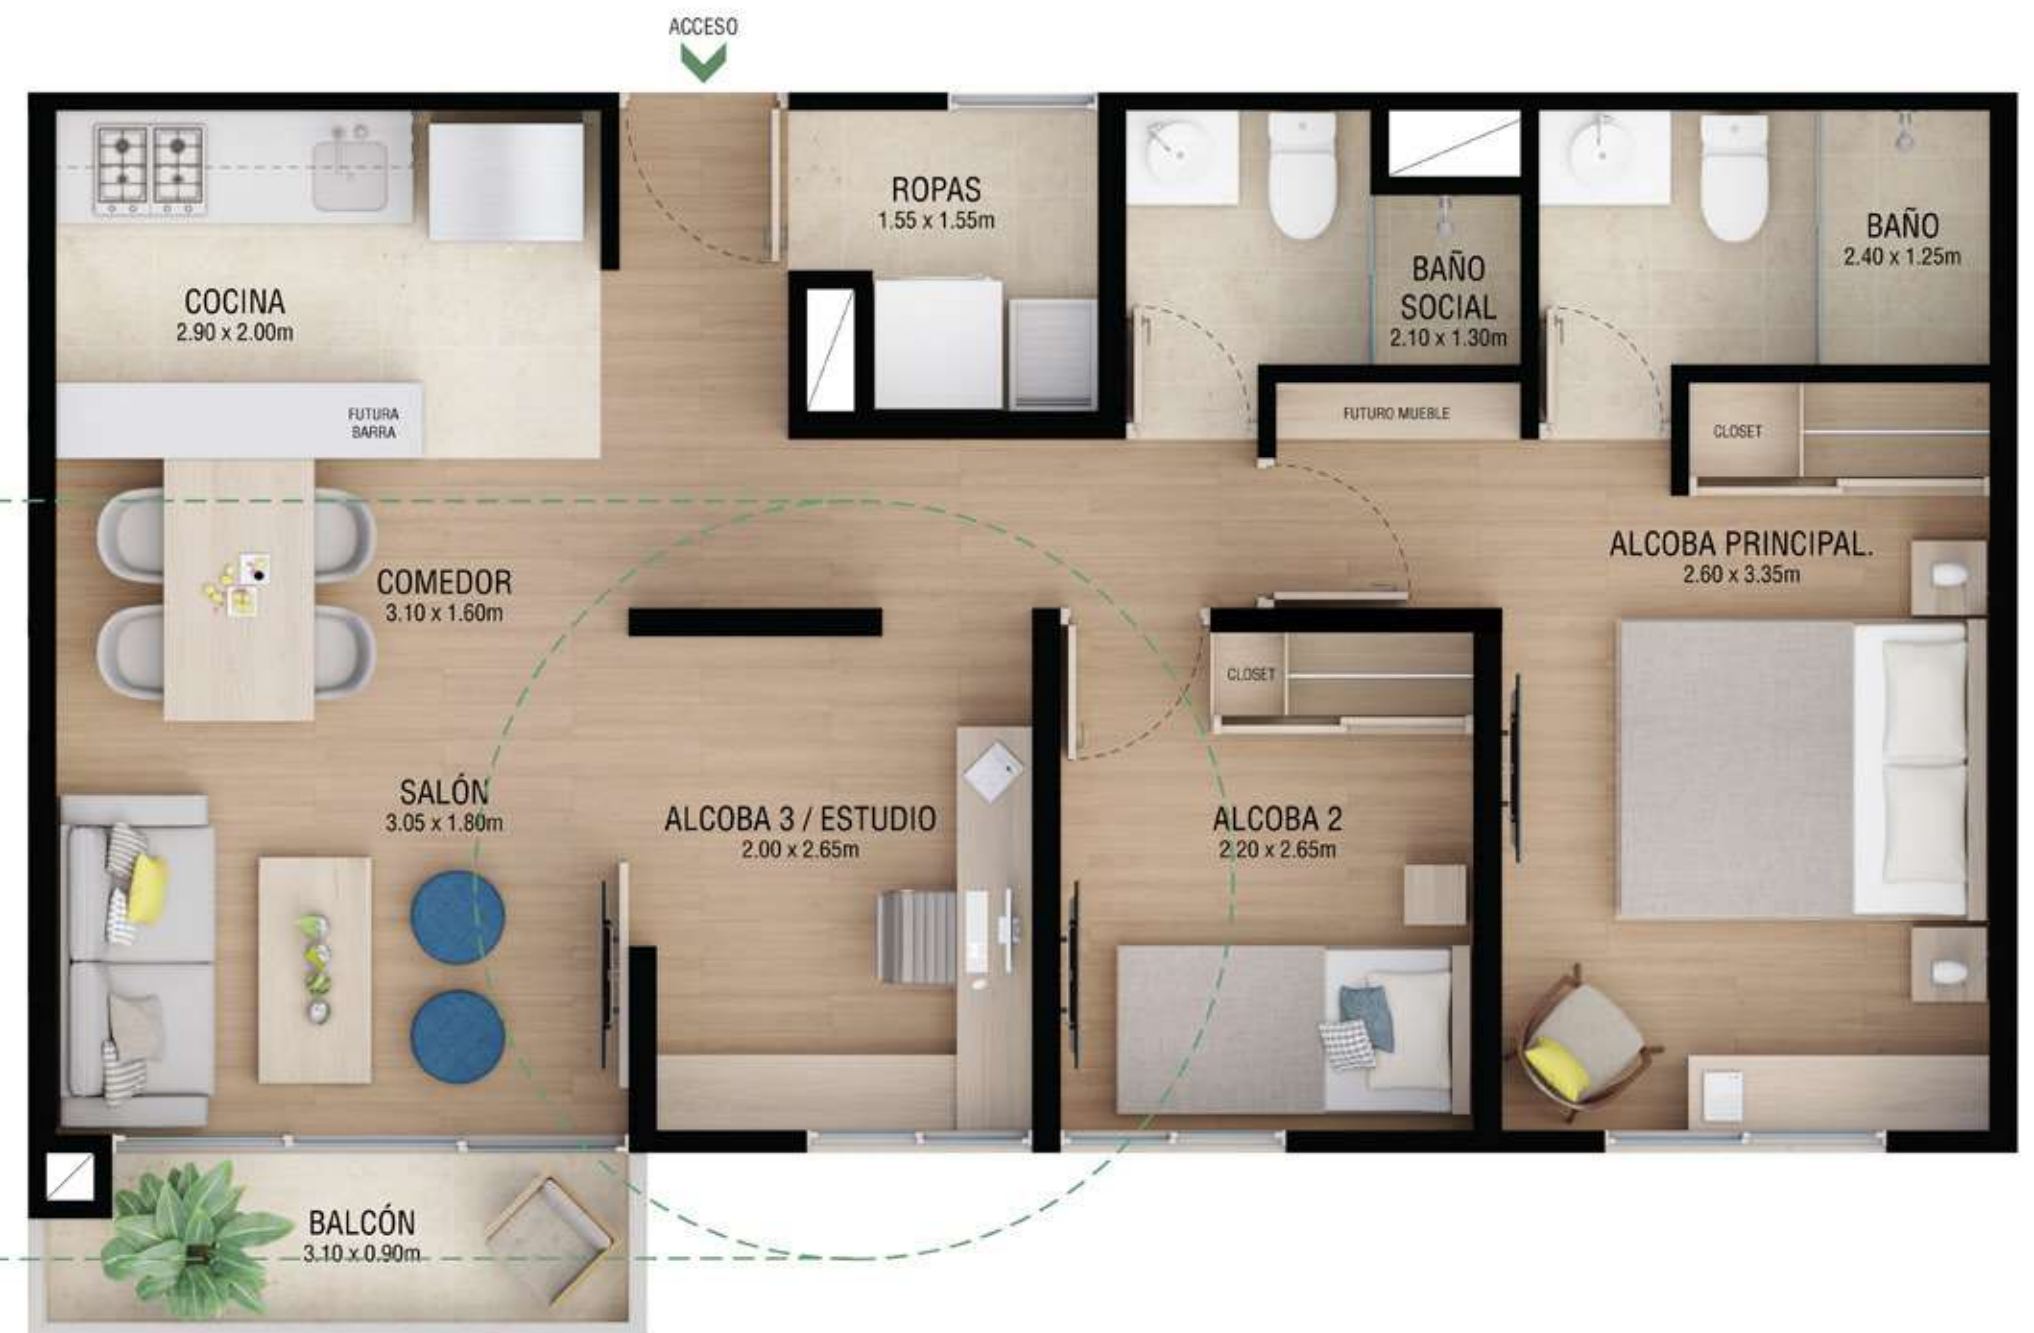 ACCESO
ROPAS
1.55 x 1.55m
COCINA
2.90 x 2.00m
FUTURA
BARRA
BAÑO
SOCIAL
2.10 x 1.30m
BAÑO
2.40 x 1.25m
FUTURO MUEBLE
CLOSET
COMEDOR
3.10 x 1.60m
ALCOBA PRINCIPAL.
2.60 x 3.35m
CLOSET
SALÓN
3.05 x 1.80m
ALCOBA 3 / ESTUDIO
2.00 x 2.65m
ALCOBA 2
2.20 x 2.65m
BALCÓN
3.10 x 0.90m